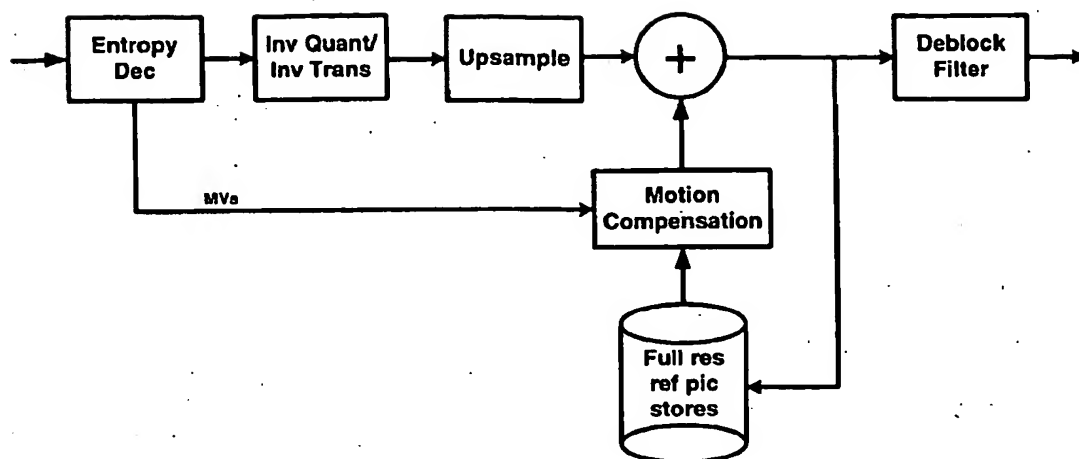 Entropy
Dec
Inv Quant/
Inv Trans
Upsample
+
Deblock
Filter
MVs
Motion
Compensation
Full res
ref pic
stores